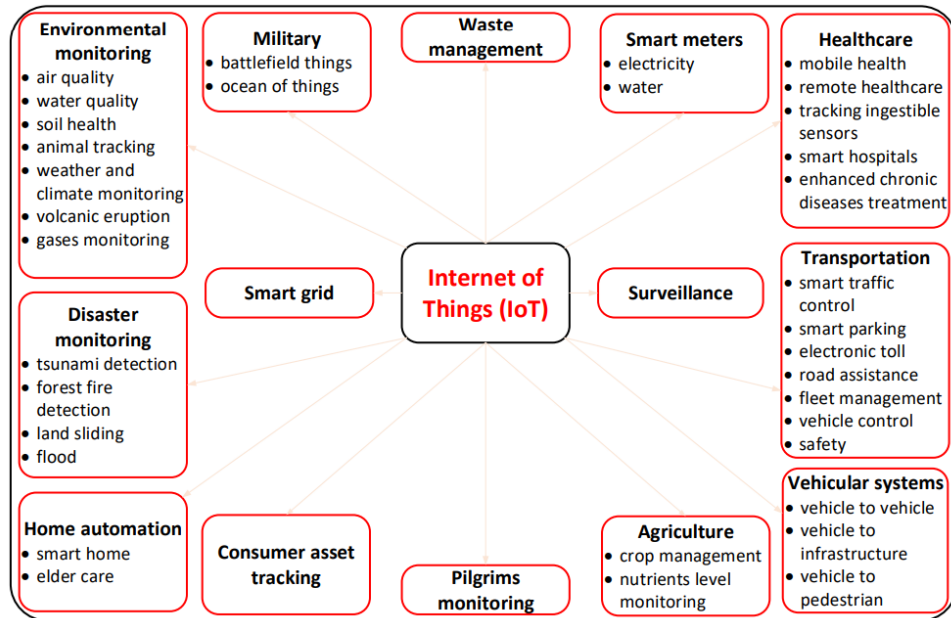 Environmental
monitoring
• air quality
• water quality
• soil health
• animal tracking
• weather and
climate monitoring
• volcanic eruption
• gases monitoring
Military
• battlefield things
• ocean of things
Waste
management
Smart meters
• electricity
• water
Healthcare
• mobile health
• remote healthcare
• tracking ingestible
sensors
• smart hospitals
• enhanced chronic
diseases treatment
Smart grid
Internet of
Things (IoT)
Surveillance
Transportation
• smart traffic
control
• smart parking
• electronic toll
• road assistance
• fleet management
• vehicle control
• safety
Disaster
monitoring
• tsunami detection
• forest fire
detection
• land sliding
• flood
Home automation
• smart home
• elder care
Consumer asset
tracking
Pilgrims
monitoring
Agriculture
• crop management
• nutrients level
monitoring
Vehicular systems
• vehicle to vehicle
• vehicle to
infrastructure
• vehicle to
pedestrian